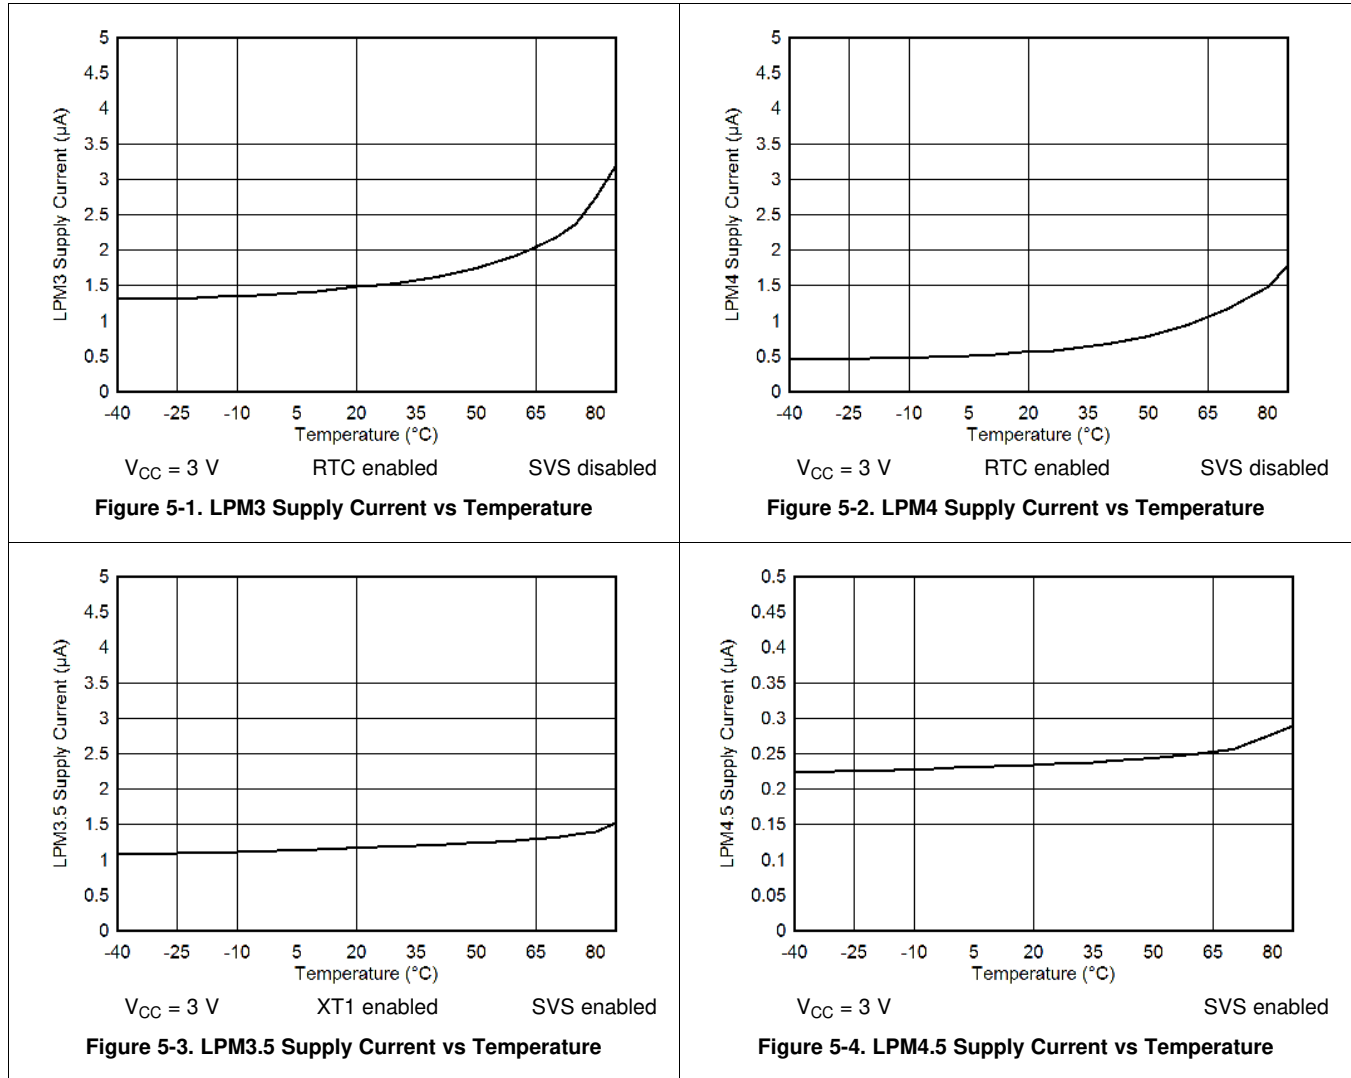 5
4.5
4
3.5
3
2.5
2
1.5
1
0.5
0
LPM3 Supply Current (µA)
-40 -25 -10 5 20 35 50 65 80
Temperature (°C)
VCC = 3 V RTC enabled SVS disabled
Figure 5-1. LPM3 Supply Current vs Temperature
5
4.5
4
3.5
3
2.5
2
1.5
1
0.5
0
LPM4 Supply Current (µA)
-40 -25 -10 5 20 35 50 65 80
Temperature (°C)
VCC = 3 V RTC enabled SVS disabled
Figure 5-2. LPM4 Supply Current vs Temperature
5
4.5
4
3.5
3
2.5
2
1.5
1
0.5
0
LPM3.5 Supply Current (µA)
-40 -25 -10 5 20 35 50 65 80
Temperature (°C)
VCC = 3 V XT1 enabled SVS enabled
Figure 5-3. LPM3.5 Supply Current vs Temperature
0.5
0.45
0.4
0.35
0.3
0.25
0.2
0.15
0.1
0.05
0
LPM4.5 Supply Current (µA)
-40 -25 -10 5 20 35 50 65 80
Temperature (°C)
VCC = 3 V SVS enabled
Figure 5-4. LPM4.5 Supply Current vs Temperature